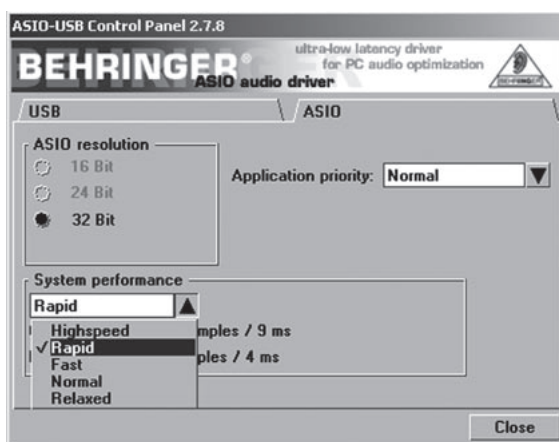 ASIO-USB Control Panel 2.7.8
BEHRINGER®
ultra-low latency driver
for PC audio optimization
ASIO audio driver
BEHRINGER
USB
ASIO
ASIO resolution
16 Bit
24 Bit
32 Bit
Application priority: Normal
System performance
Rapid
Highspeed
mples / 9 ms
Rapid
ples / 4 ms
Fast
Normal
Relaxed
Close